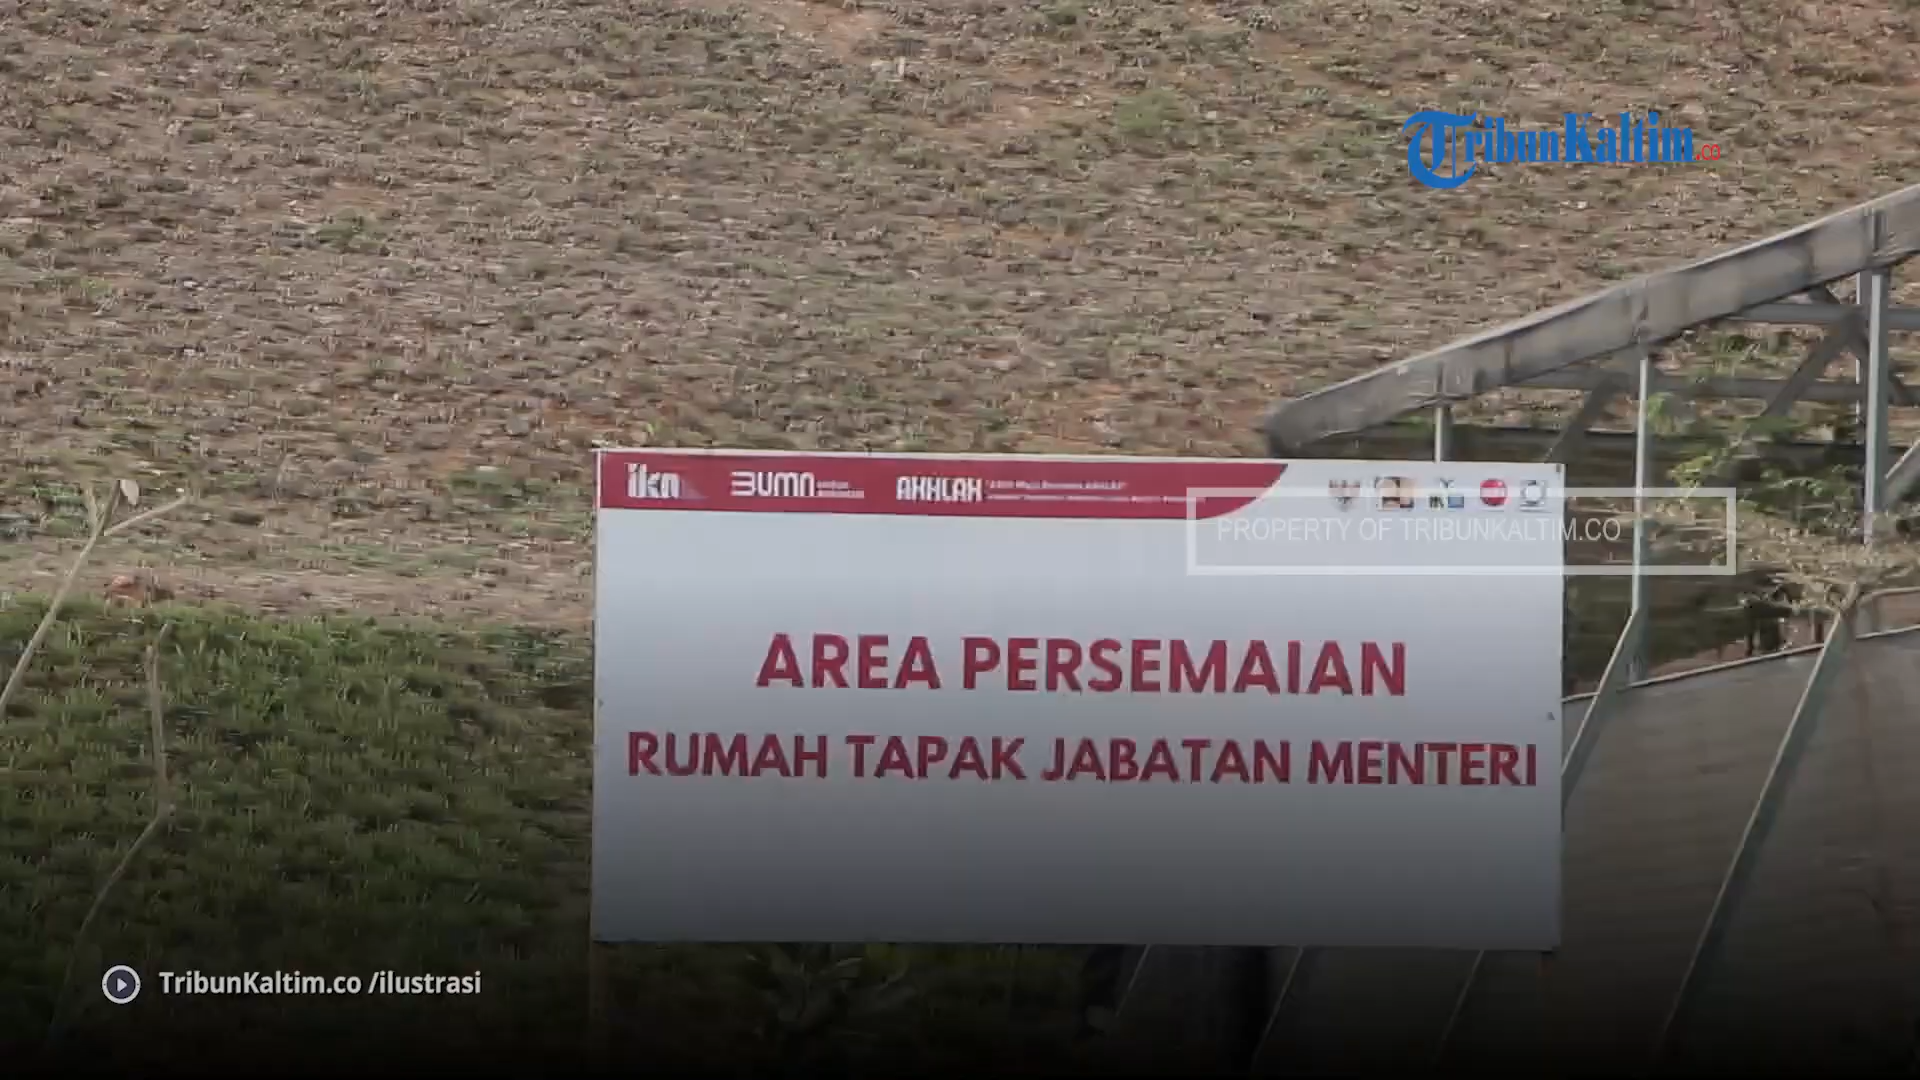 TribunKaltim.co
ikn
BUMN
AKHLAK
PROPERTY OF TRIBUNKALTIM.CO
AREA PERSEMAIAN
RUMAH TAPAK JABATAN MENTERI
TribunKaltim.co /ilustrasi